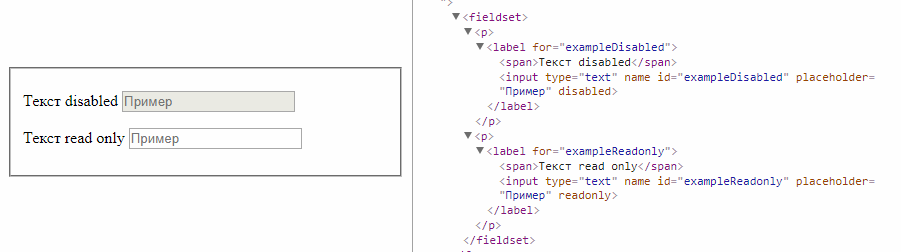 Текст disabled Пример
Текст read only Пример
">
<fieldset>
<p>
<label for="exampleDisabled">
<span>Текст disabled</span>
<input type="text" name id="exampleDisabled" placeholder=
"Пример" disabled>
</label>
</p>
<p>
<label for="exampleReadonly">
<span>Текст read only</span>
<input type="text" name id="exampleReadonly" placeholder=
"Пример" readonly>
</label>
</p>
</fieldset>